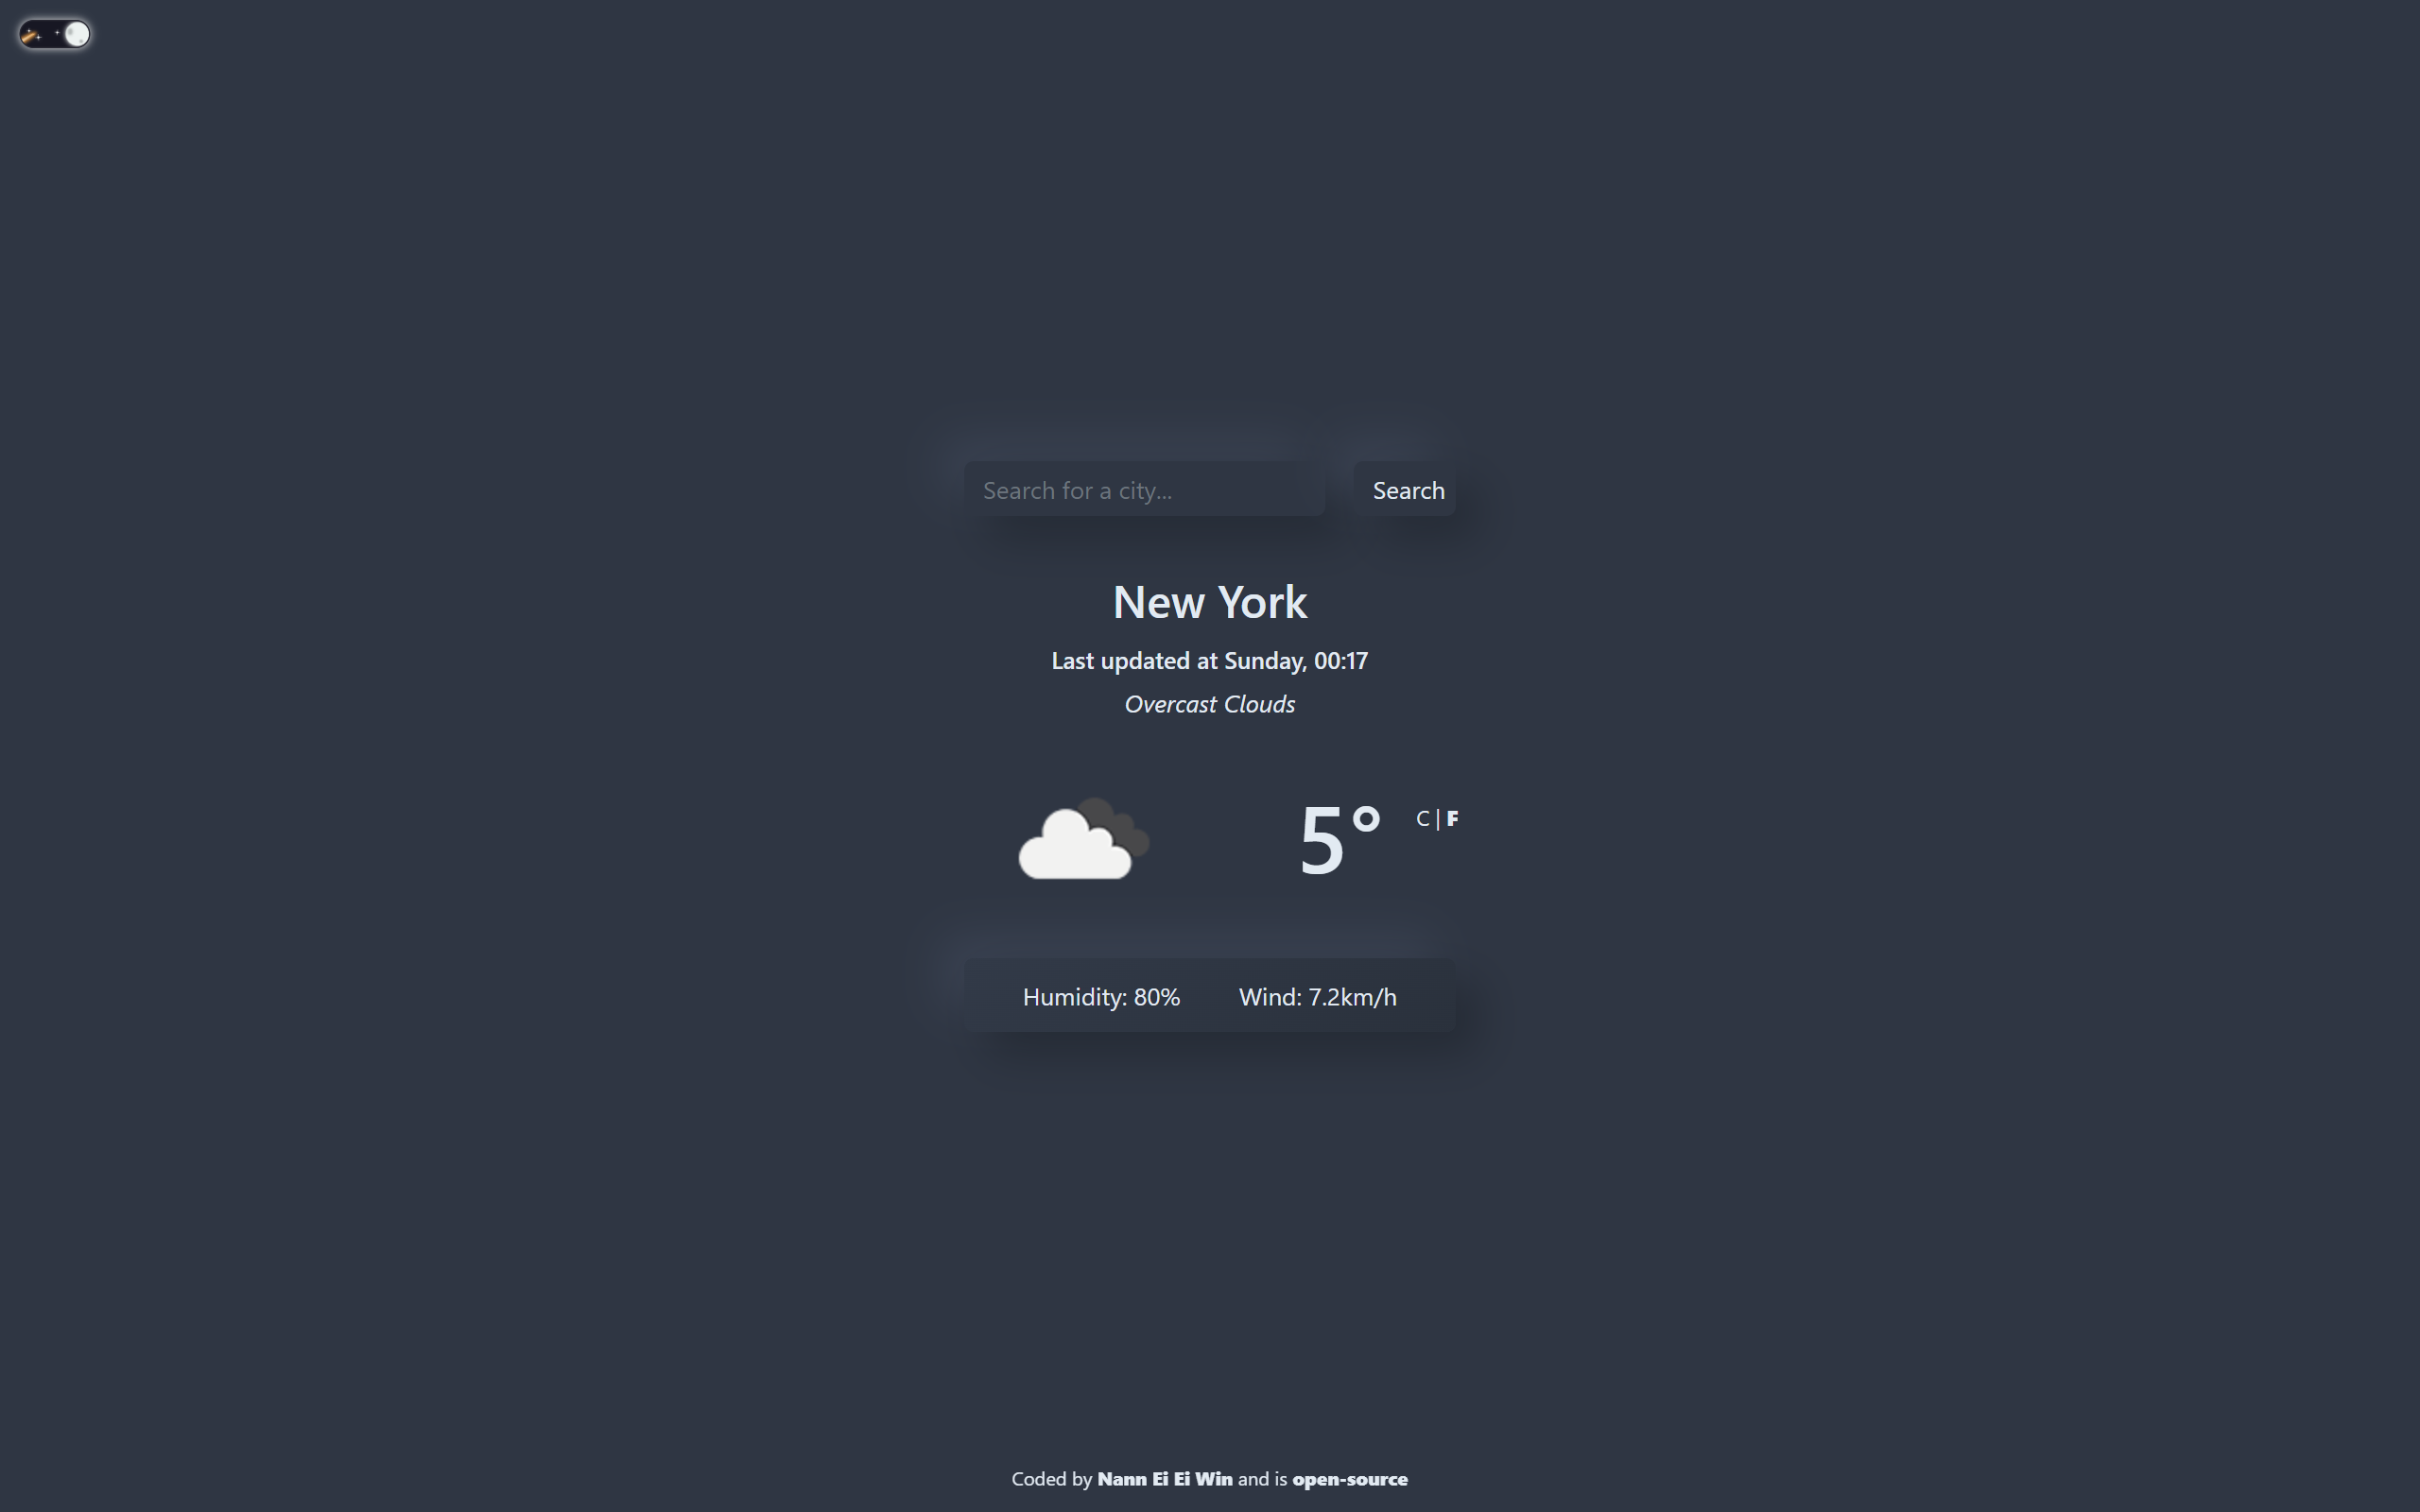 Search for a city...
Search
New York
Last updated at Sunday, 00:17
Overcast Clouds
5° C | F
Humidity: 80% Wind: 7.2km/h
Coded by Nann Ei Ei Win and is open-source